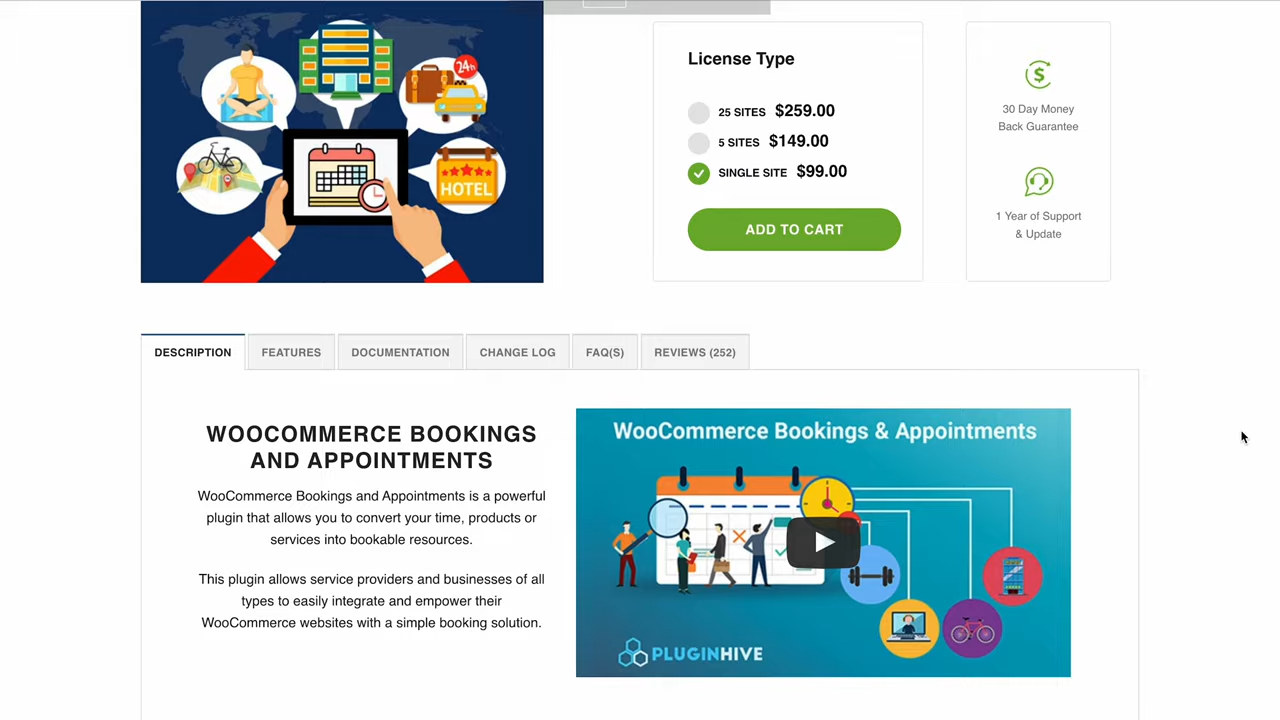 24h
HOTEL
License Type
25 SITES $259.00
5 SITES $149.00
SINGLE SITE $99.00
ADD TO CART
30 Day Money
Back Guarantee
1 Year of Support
& Update
DESCRIPTION
FEATURES
DOCUMENTATION
CHANGE LOG
FAQ(S)
REVIEWS (252)
WOOCOMMERCE BOOKINGS
AND APPOINTMENTS
WooCommerce Bookings and Appointments is a powerful
plugin that allows you to convert your time, products or
services into bookable resources.
This plugin allows service providers and businesses of all
types to easily integrate and empower their
WooCommerce websites with a simple booking solution.
WooCommerce Bookings & Appointments
PLUGINHIVE